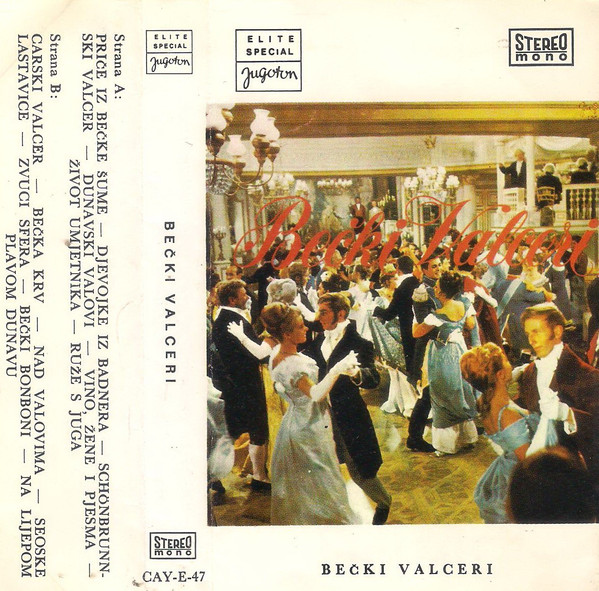 Strana A:
PRIČE IZ BEČKE ŠUME — DJEVOJKE IZ BADNERA — SCHÖNBRUNN-
SKI VALCER — DUNAVSKI VALOVI — VINO, ŽENE I PJESMA —
ŽIVOT UMJETNIKA — RUŽE S JUGA
Strana B:
CARSKI VALCER — BEČKA KRV — NAD VALOVIMA — SEOSKE
LASTAVICE — ZVUCI SFERA — BEČKI BONBONI — NA LIJEPOM
PLAVOM DUNAVU
ELITE
SPECIAL
Jugoton
BEČKI VALCERI
STEREO
mono
CAY-E-47
ELITE
SPECIAL
Jugoton
STEREO
mono
Bečki Valceri
BEČKI VALCERI